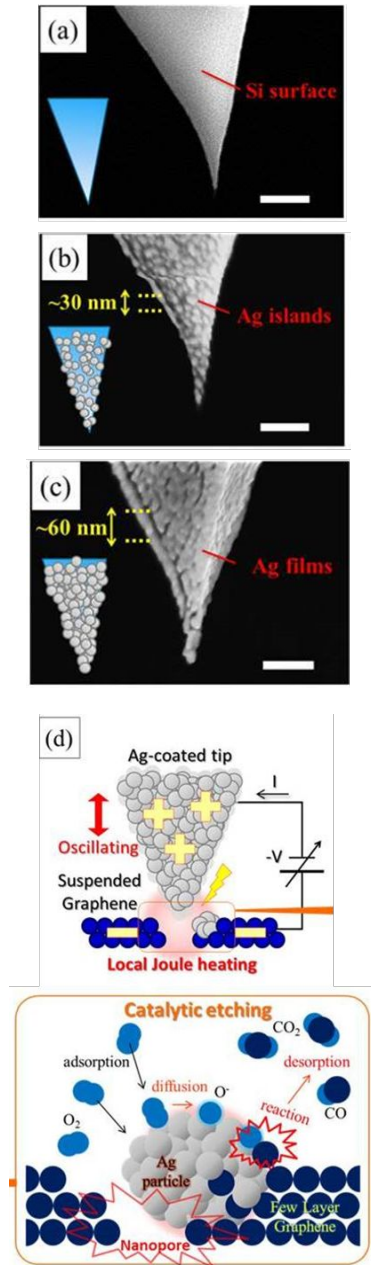 (a)
Si surface
(b)
~30 nm
Ag islands
(c)
~60 nm
Ag films
(d)
Ag-coated tip
I
Oscillating
-V
Suspended
Graphene
Local Joule heating
Catalytic etching
CO2
adsorption
desorption
diffusion
O-
reaction
CO
O2
Ag
particle
Few Layer
Graphene
Nanopore